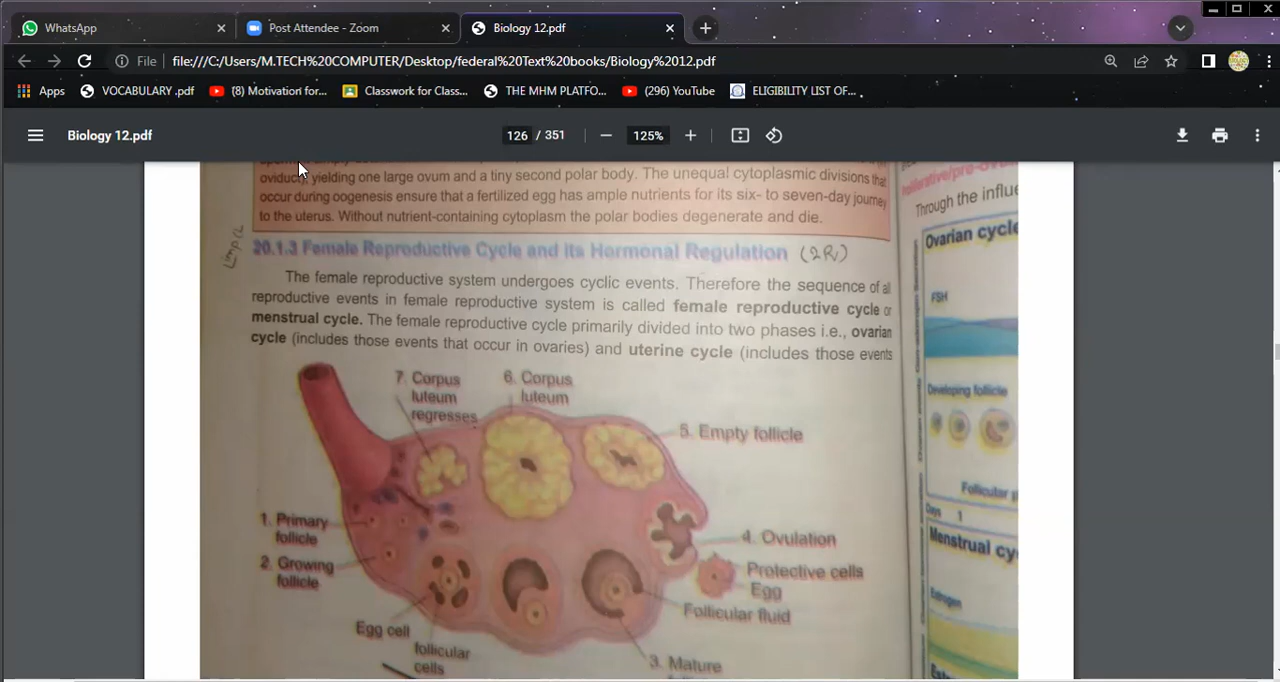 WhatsApp
Post Attendee - Zoom
Biology 12.pdf
File file:///C:/Users/M.TECH%20COMPUTER/Desktop/federal%20Text%20books/Biology%2012.pdf
Apps VOCABULARY .pdf (8) Motivation for... Classwork for Class... THE MHM PLATFO... (296) YouTube ELIGIBILITY LIST OF...
Biology 12.pdf 126 / 351 125%
oviduct, yielding one large ovum and a tiny second polar body. The unequal cytoplasmic divisions that
occur during oogenesis ensure that a fertilized egg has ample nutrients for its six- to seven-day journey
to the uterus. Without nutrient-containing cytoplasm the polar bodies degenerate and die.
20.1.3 Female Reproductive Cycle and its Hormonal Regulation
The female reproductive system undergoes cyclic events. Therefore the sequence of all
reproductive events in female reproductive system is called female reproductive cycle or
menstrual cycle. The female reproductive cycle primarily divided into two phases i.e., ovarian
cycle (includes those events that occur in ovaries) and uterine cycle (includes those events
7. Corpus
luteum
regresses
6. Corpus
luteum
5. Empty follicle
1. Primary
follicle
2. Growing
follicle
4. Ovulation
Protective cells
Egg
Follicular fluid
Egg cell
follicular
cells
3. Mature
Through the influe
Ovarian cycle
FSH
Developing follicle
Follicular
Days 1
Menstrual cy
Estrogen